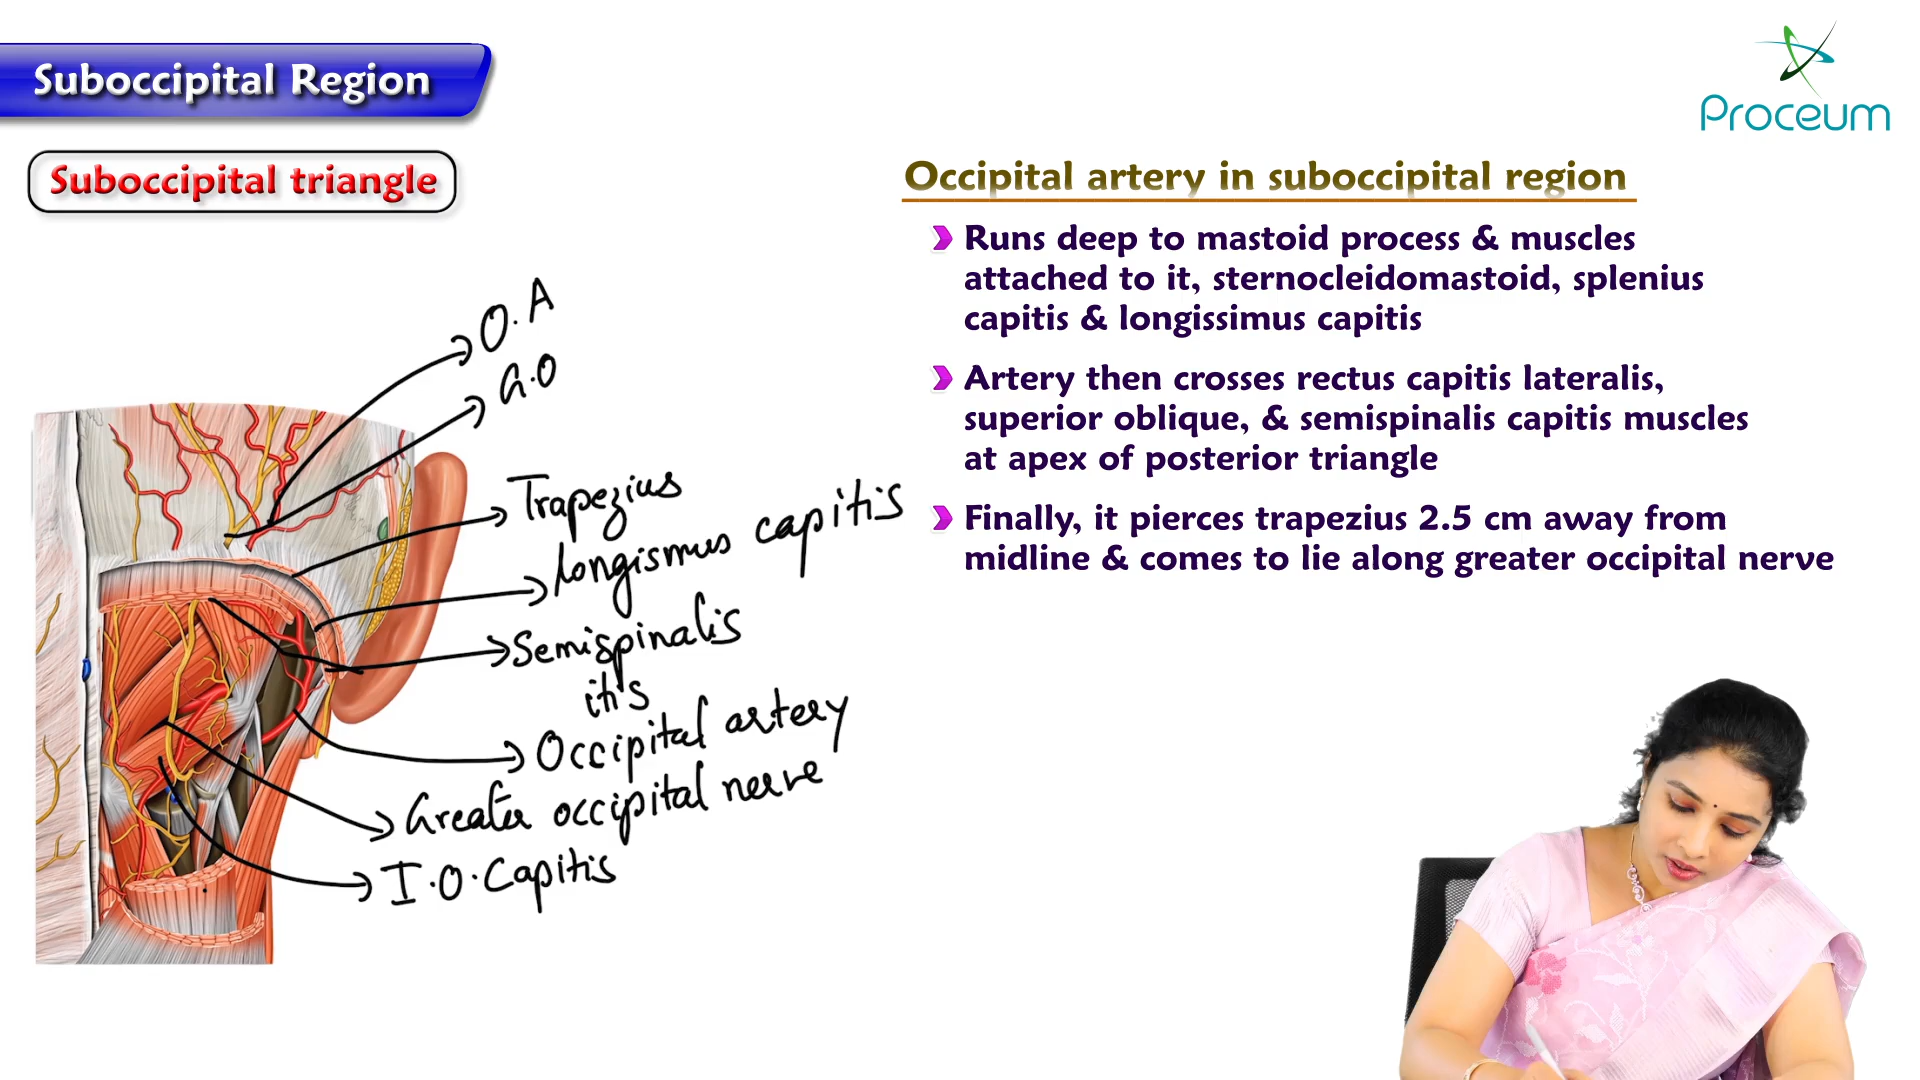 Suboccipital Region
Proceum
Suboccipital triangle
Occipital artery in suboccipital region
Runs deep to mastoid process & muscles
attached to it, sternocleidomastoid, splenius
capitis & longissimus capitis
Artery then crosses rectus capitis lateralis,
superior oblique, & semispinalis capitis muscles
at apex of posterior triangle
Finally, it pierces trapezius 2.5 cm away from
midline & comes to lie along greater occipital nerve
O.A
G.O
Trapezius
longismus capitis
Semispinalis
itis
Occipital artery
Greater occipital nerve
I.O.Capitis